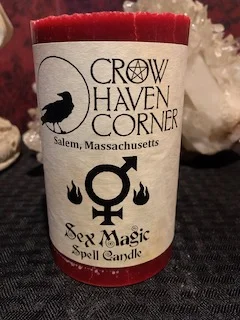 CROW
HAVEN
CORNER
Salem, Massachusetts
Sex Magic
Spell Candle